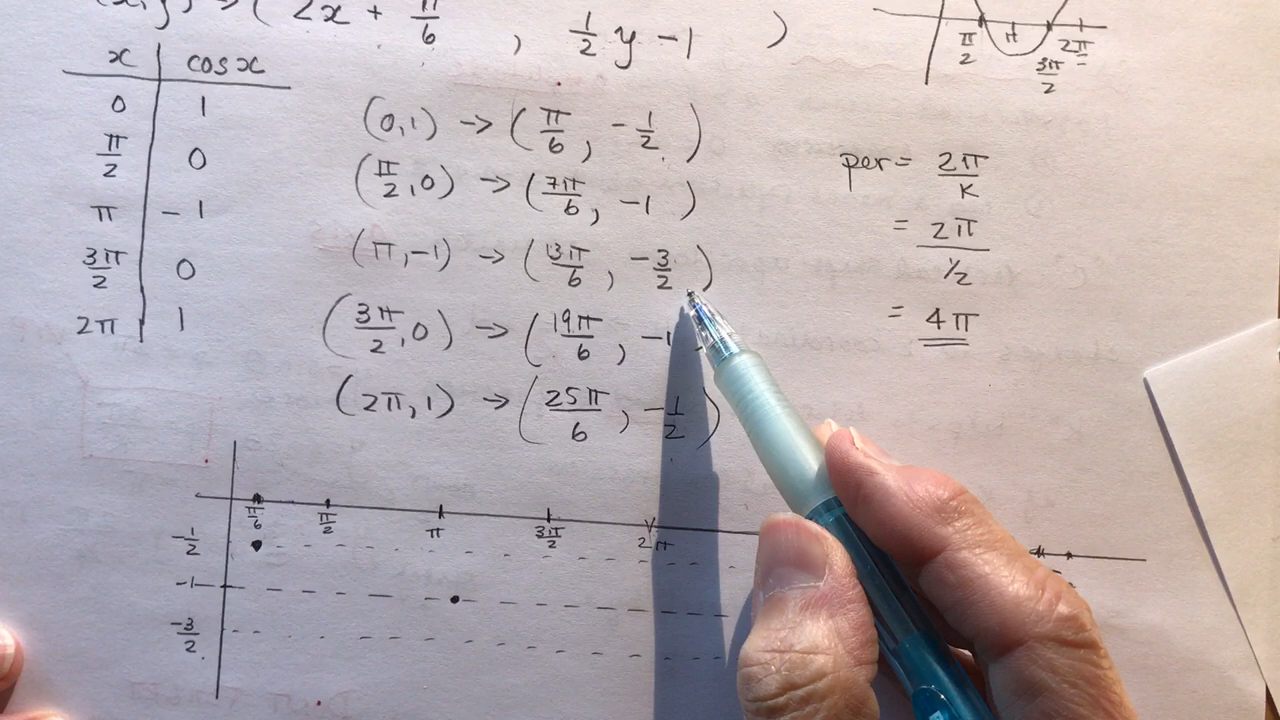 (x,y) → (2x + π/6, 1/2 y - 1)
π/2 π 3π/2 2π
x cos x
0 1
π/2 0
π -1
3π/2 0
2π 1
(0,1) → (π/6, -1/2)
(π/2,0) → (7π/6, -1)
(π,-1) → (13π/6, -3/2)
(3π/2,0) → (19π/6, -1
(2π,1) → (25π/6, -1/2)
per = 2π/K
= 2π/1/2
= 4π
π/6 π/2 π 3π/2 2π
-1/2
-1
-3/2